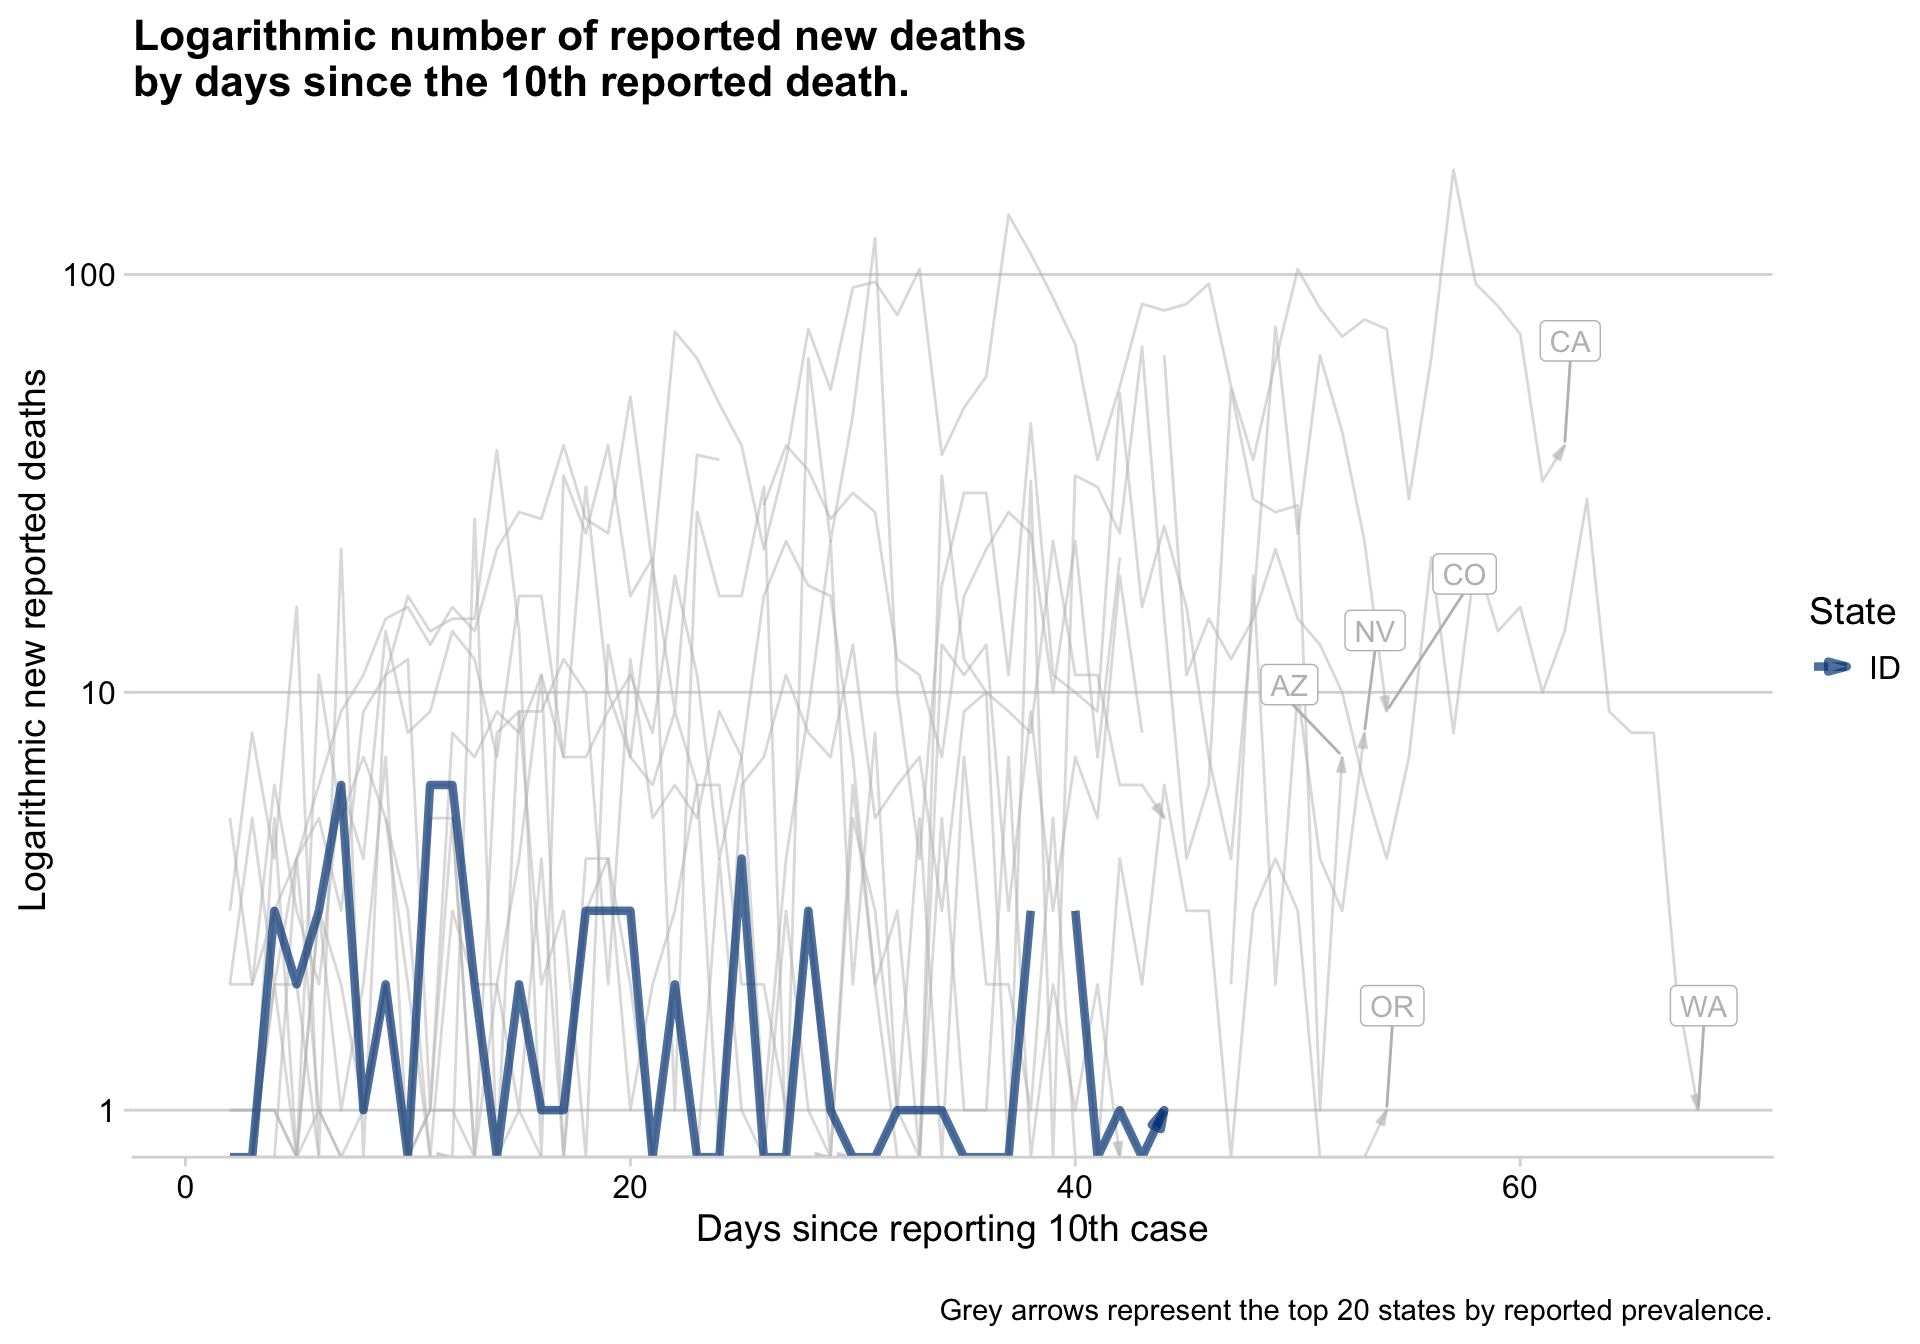 Logarithmic number of reported new deaths
by days since the 10th reported death.
Logarithmic new reported deaths
100
10
1
CA
CO
NV
AZ
OR
WA
State
ID
0
20
40
60
Days since reporting 10th case
Grey arrows represent the top 20 states by reported prevalence.